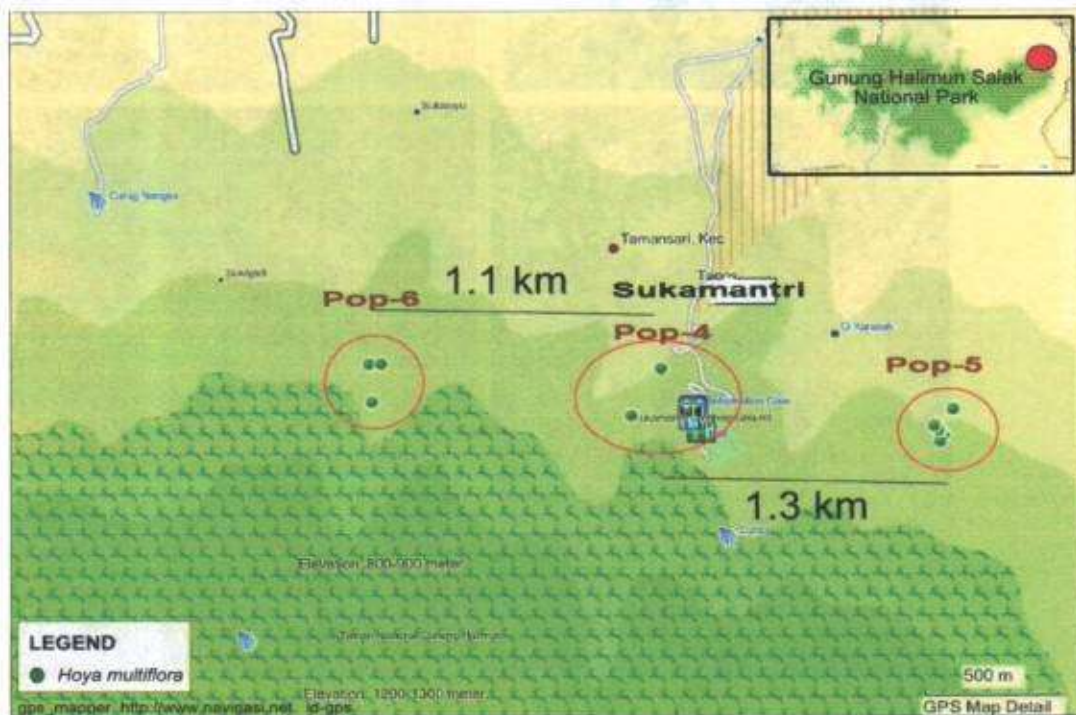 Gunung Halimun Salak
National Park
Curug Nangka
Tamansari, Kec
Sukamantri
1.1 km
Pop-6
Pop-4
Pop-5
1.3 km
Elevation: 800-900 meter
Elevation: 1200-1300 meter
LEGEND
Hoya multiflora
500 m
gps_mapper http://www.navigasi.net id-gps
GPS Map Detail